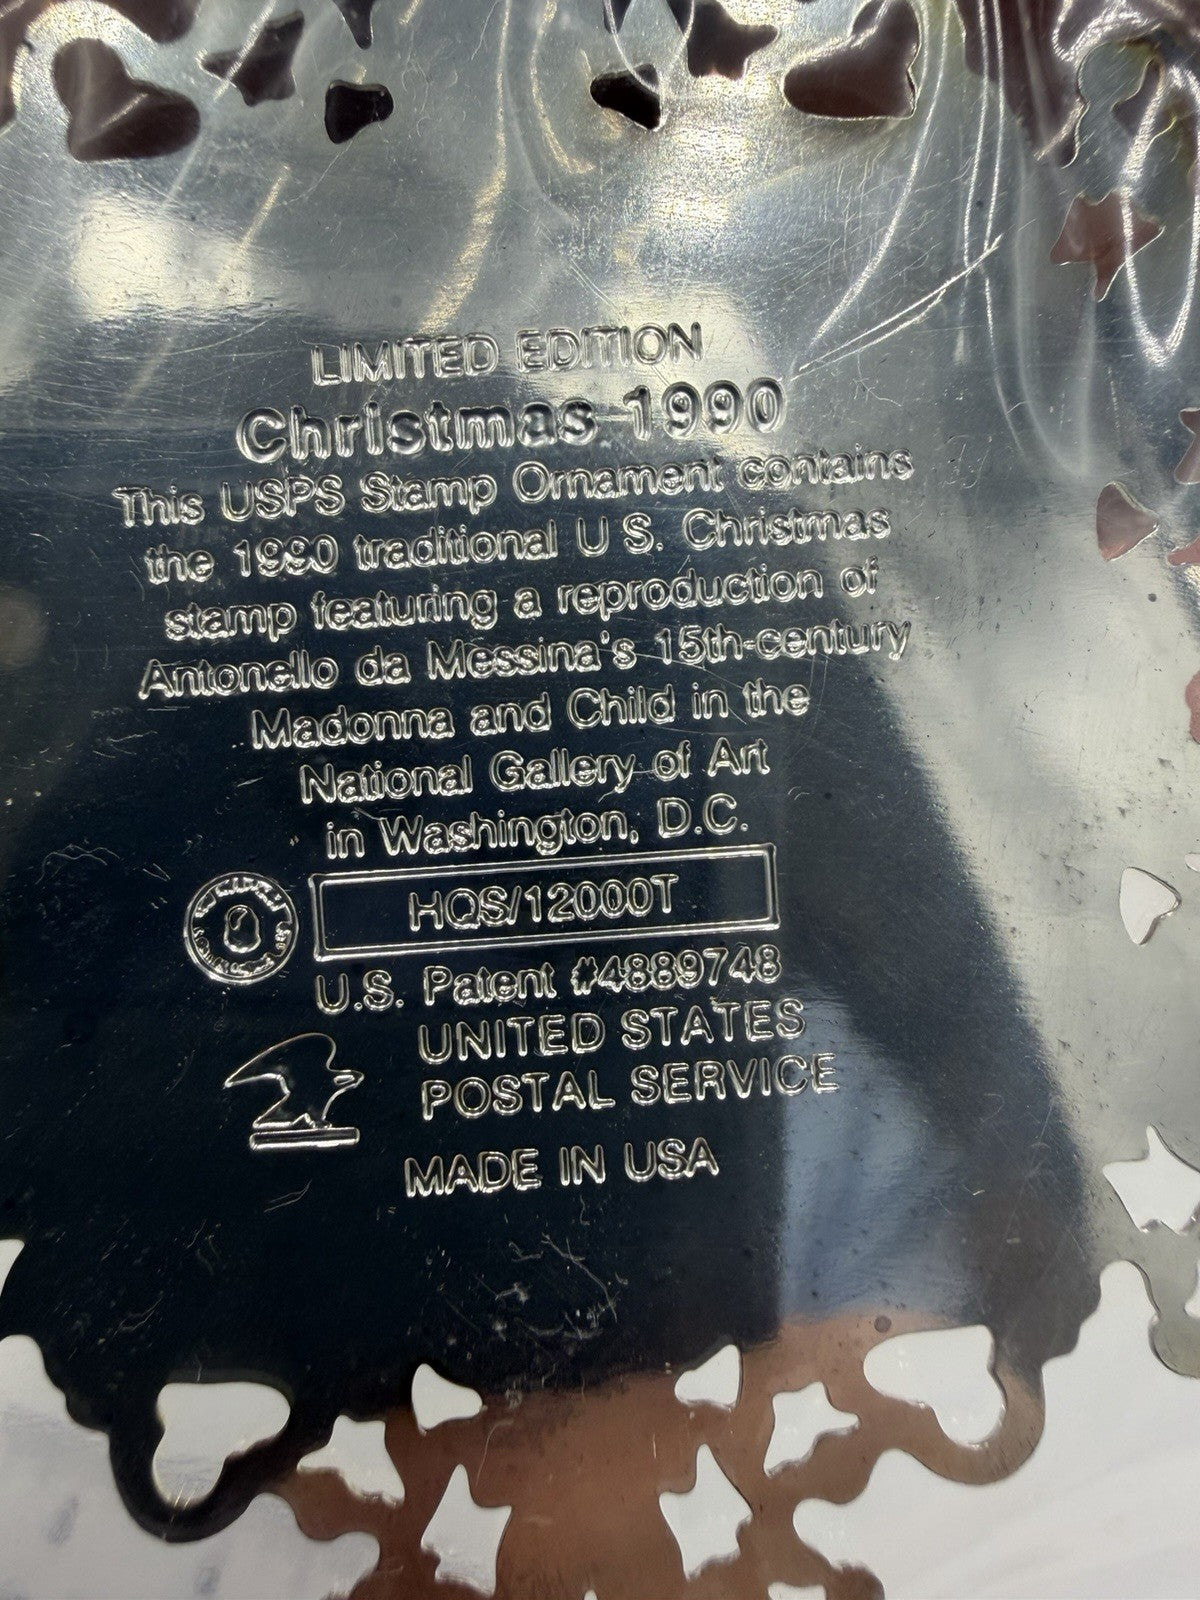 LIMITED EDITION
Christmas 1990
This USPS Stamp Ornament contains
the 1990 traditional U S. Christmas
stamp featuring a reproduction of
Antonello da Messina's 15th-century
Madonna and Child in the
National Gallery of Art
in Washington, D.C.
HQS/12000T
U.S. Patent #4889748
UNITED STATES
POSTAL SERVICE
MADE IN USA